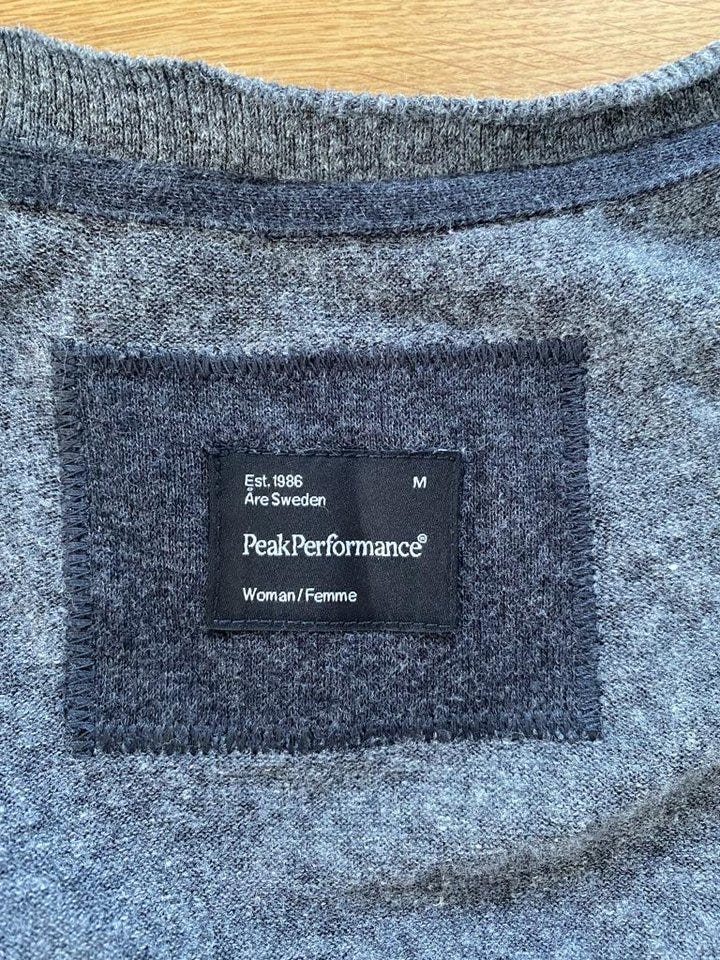 Est. 1986 M
Åre Sweden
PeakPerformance®
Woman/Femme